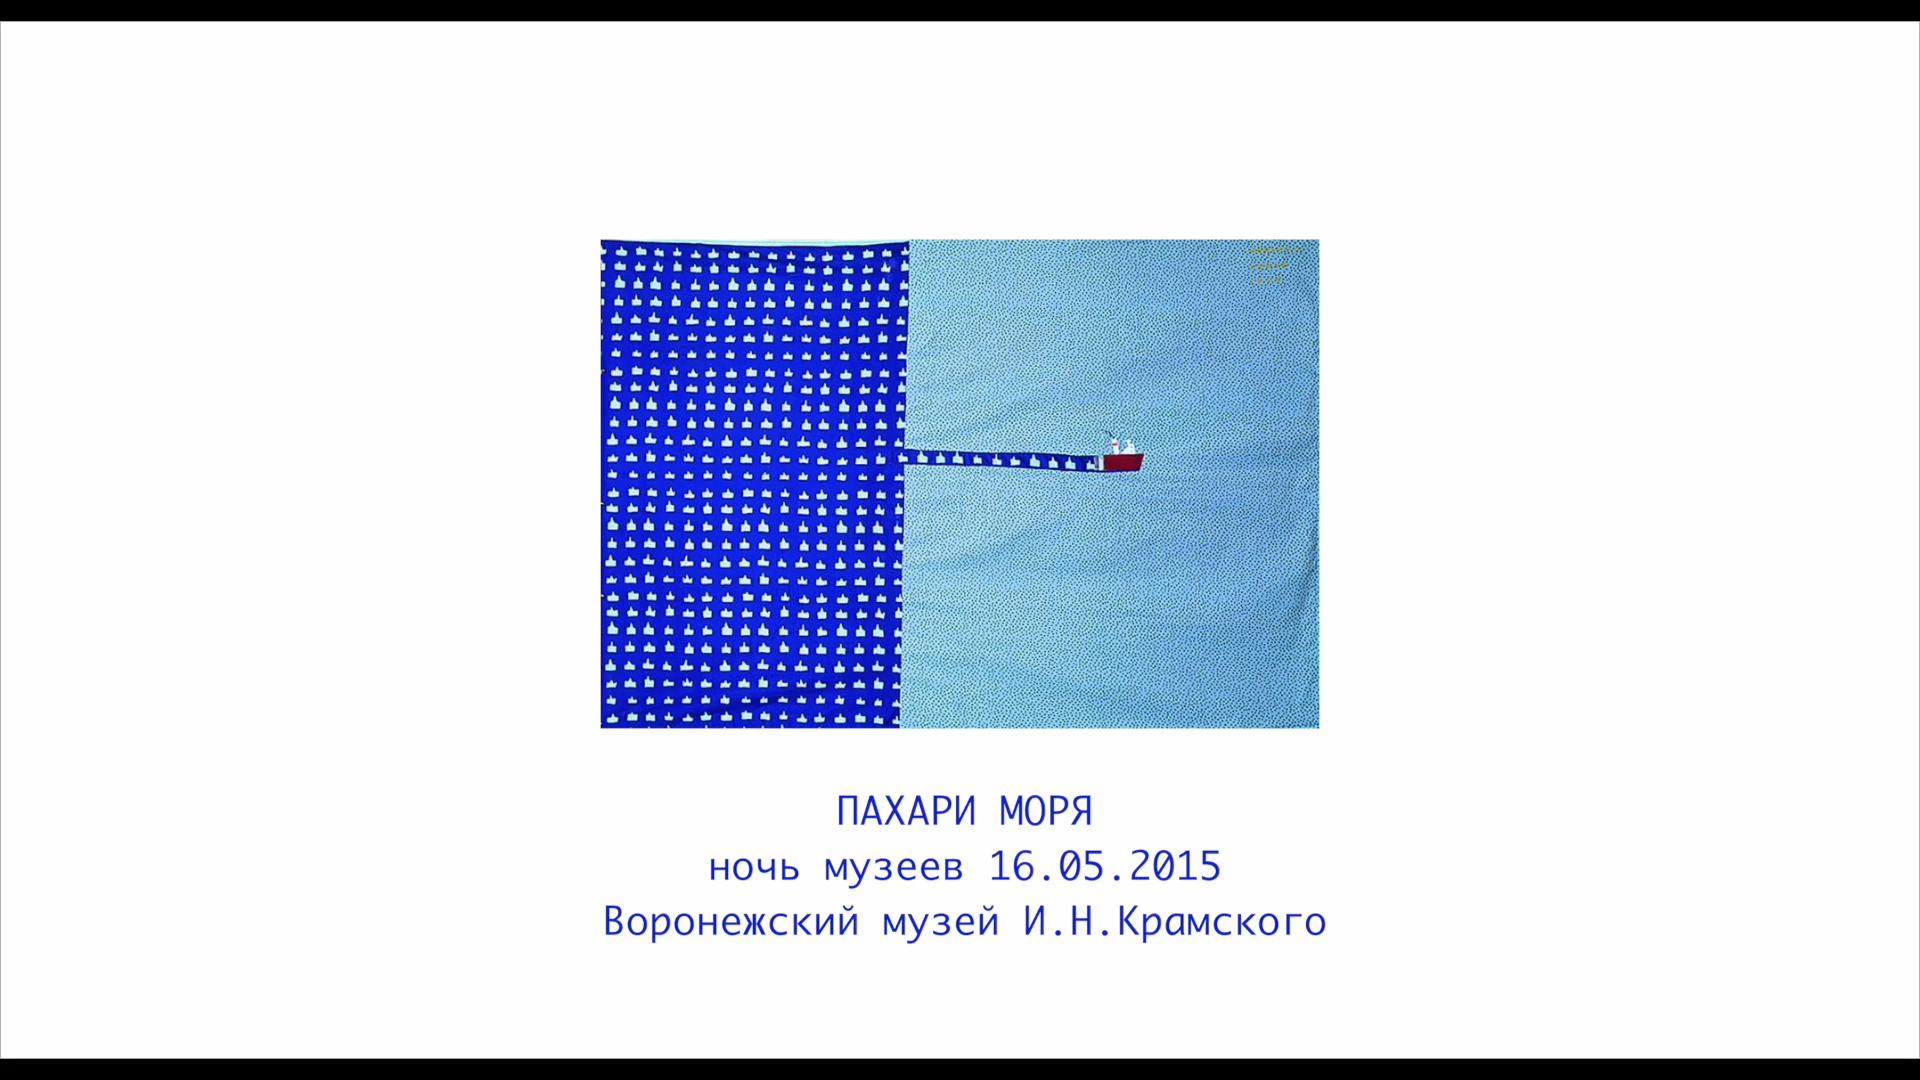 ПАХАРИ МОРЯ
ночь музеев 16.05.2015
Воронежский музей И.Н.Крамского